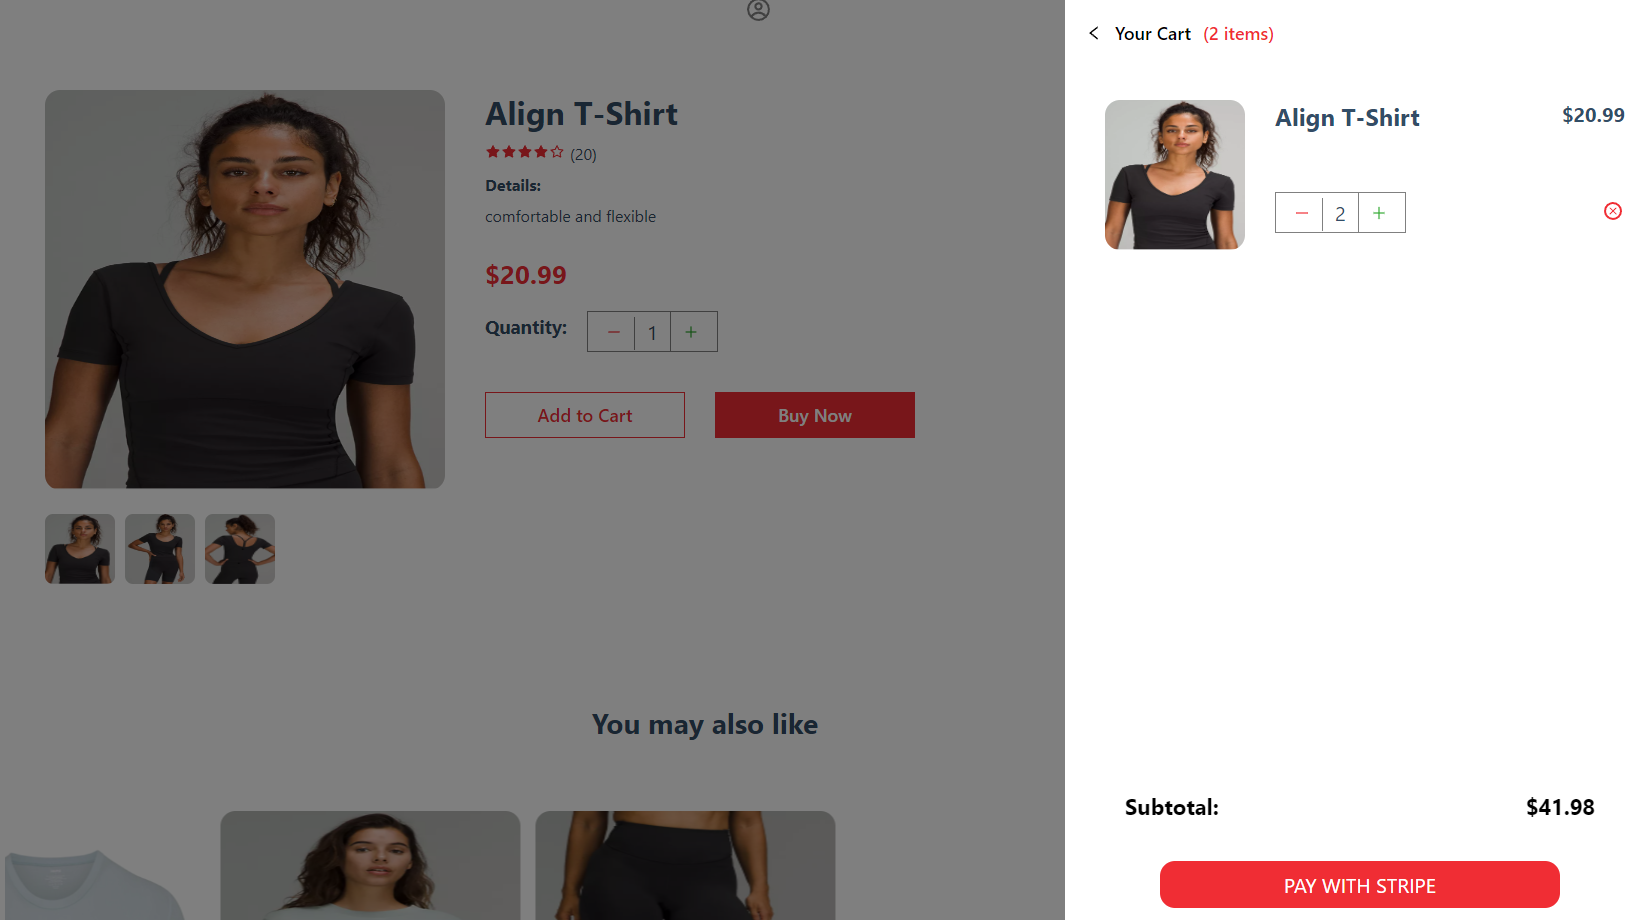 Align T-Shirt
(20)
Details:
comfortable and flexible
$20.99
Quantity:
− 1 +
Add to Cart
Buy Now
You may also like
Your Cart (2 items)
Align T-Shirt
$20.99
− 2 +
Subtotal: $41.98
PAY WITH STRIPE